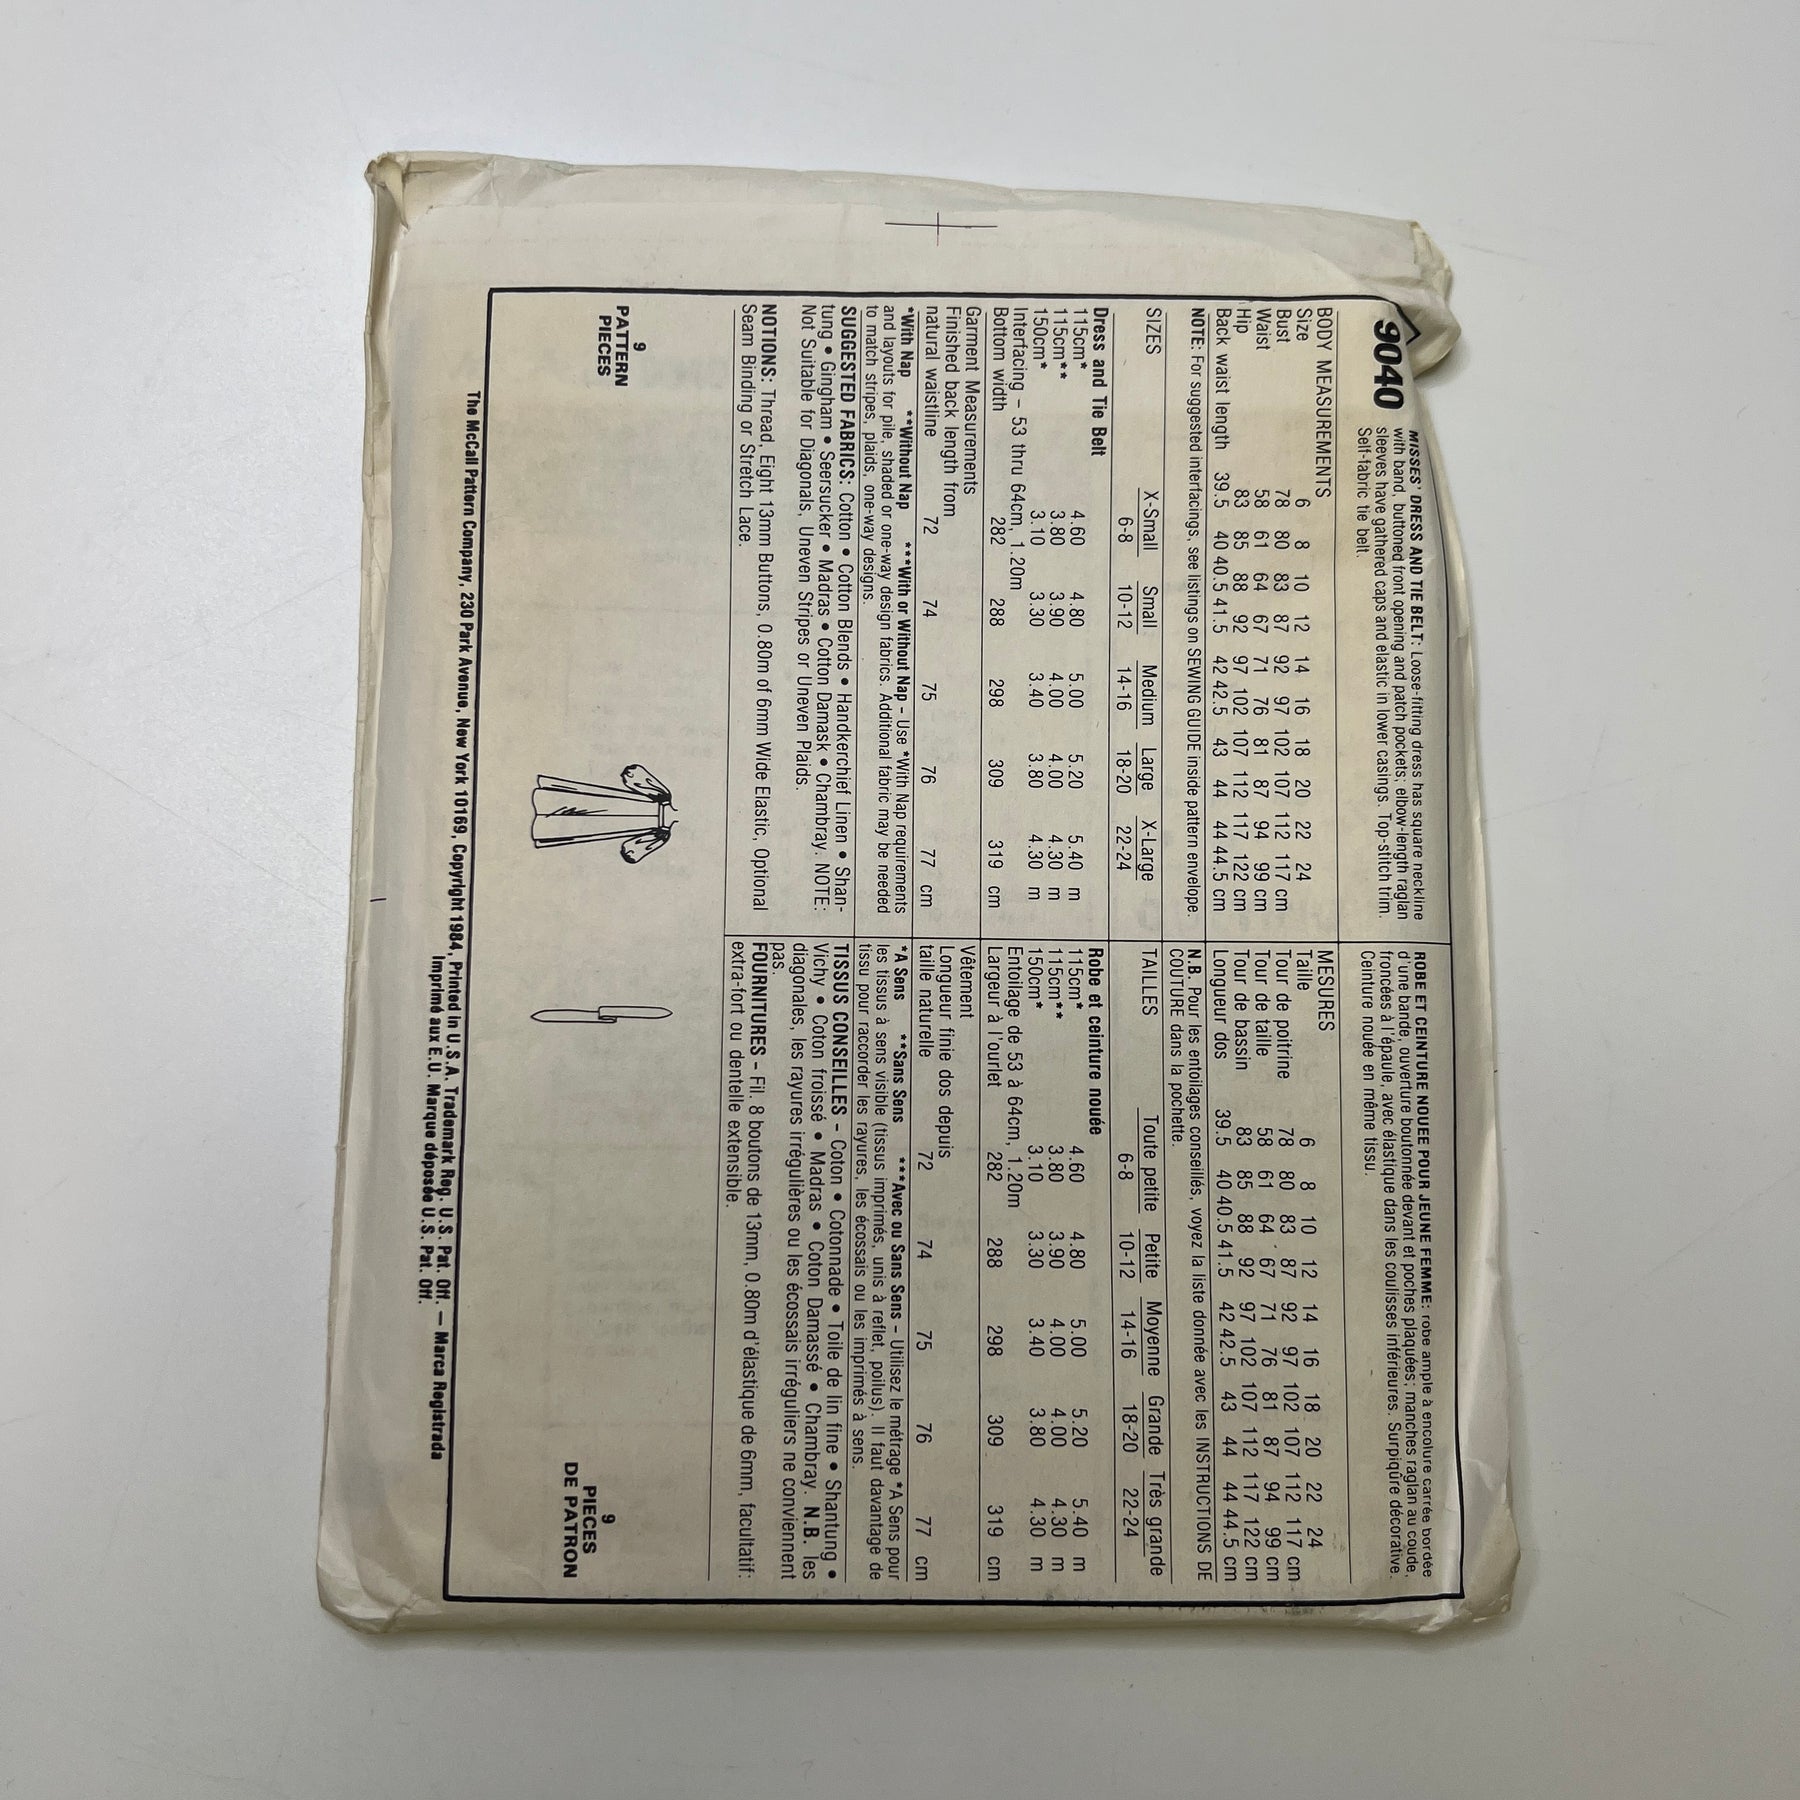 9040
MISSES' DRESS AND TIE BELT: Loose-fitting dress has square neckline
with band, buttoned front opening and patch pockets; elbow-length raglan
sleeves have gathered caps and elastic in lower casings. Top-stitch trim.
Self-fabric tie belt.
BODY MEASUREMENTS
Size 6 8 10 12 14 16 18 20 22 24
Bust 78 80 83 87 92 97 102 107 112 117 cm
Waist 58 61 64 67 71 76 81 87 94 99 cm
Hip 83 85 88 92 97 102 107 112 117 122 cm
Back waist length 39.5 40 40.5 41.5 42 42.5 43 44 44 44.5 cm
NOTE: For suggested interfacings, see listings on SEWING GUIDE inside pattern envelope.
SIZES X-Small Small Medium Large X-Large
6-8 10-12 14-16 18-20 22-24
Dress and Tie Belt
115cm* 4.60 4.80 5.00 5.20 5.40 m
115cm** 3.80 3.90 4.00 4.00 4.30 m
150cm* 3.10 3.30 3.40 3.80 4.30 m
Interfacing – 53 thru 64cm, 1.20m
Bottom width 282 288 298 309 319 cm
Garment Measurements
Finished back length from
natural waistline 72 74 75 76 77 cm
*With Nap **Without Nap ***With or Without Nap – Use *With Nap requirements
and layouts for pile, shaded or one-way design fabrics. Additional fabric may be needed
to match stripes, plaids, one-way designs.
SUGGESTED FABRICS: Cotton • Cotton Blends • Handkerchief Linen • Shan-
tung • Gingham • Seersucker • Madras • Cotton Damask • Chambray. NOTE:
Not Suitable for Diagonals, Uneven Stripes or Uneven Plaids.
NOTIONS: Thread, Eight 13mm Buttons, 0.80m of 6mm Wide Elastic, Optional
Seam Binding or Stretch Lace.
ROBE ET CEINTURE NOUEE POUR JEUNE FEMME: robe ample à encolure carrée bordée
d'une bande, ouverture boutonnée devant et poches plaquées; manches raglan au coude,
froncées à l'épaule, avec élastique dans les coulisses inférieures. Surpiqûre décorative.
Ceinture nouée en même tissu.
MESURES
Taille 6 8 10 12 14 16 18 20 22 24
Tour de poitrine 78 80 83 87 92 97 102 107 112 117 cm
Tour de taille 58 61 64 67 71 76 81 87 94 99 cm
Tour de bassin 83 85 88 92 97 102 107 112 117 122 cm
Longueur dos 39.5 40 40.5 41.5 42 42.5 43 44 44 44.5 cm
N.B. Pour les entoilages conseillés, voyez la liste donnée avec les INSTRUCTIONS DE
COUTURE dans la pochette.
TAILLES Toute petite Petite Moyenne Grande Très grande
6-8 10-12 14-16 18-20 22-24
Robe et ceinture nouée
115cm* 4.60 4.80 5.00 5.20 5.40 m
115cm** 3.80 3.90 4.00 4.00 4.30 m
150cm* 3.10 3.30 3.40 3.80 4.30 m
Entoilage de 53 à 64cm, 1.20m
Largeur à l'ourlet 282 288 298 309 319 cm
Vêtement
Longueur finie dos depuis
taille naturelle 72 74 75 76 77 cm
*A Sens **Sans Sens ***Avec ou Sans Sens – Utilisez le métrage *A Sens pour
les tissus à sens visible (tissus imprimés, unis à reflet, poilus). Il faut davantage de
tissu pour raccorder les rayures, les écossais ou les imprimés à sens.
TISSUS CONSEILLES – Coton • Cotonnade • Toile de lin fine • Shantung •
Vichy • Coton froissé • Madras • Coton Damassé • Chambray. N.B. les
diagonales, les rayures irrégulières ou les écossais irréguliers ne conviennent
pas.
FOURNITURES – Fil. 8 boutons de 13mm, 0.80m d'élastique de 6mm, facultatif:
extra-fort ou dentelle extensible.
9
PATTERN
PIECES
9
PIECES
DE PATRON
The McCall Pattern Company, 230 Park Avenue, New York 10169, Copyright 1984, Printed in U.S.A. Trademark Reg. U.S. Pat. Off. — Marca Registrada
Imprimé aux E.U. Marque déposée U.S. Pat. Off.